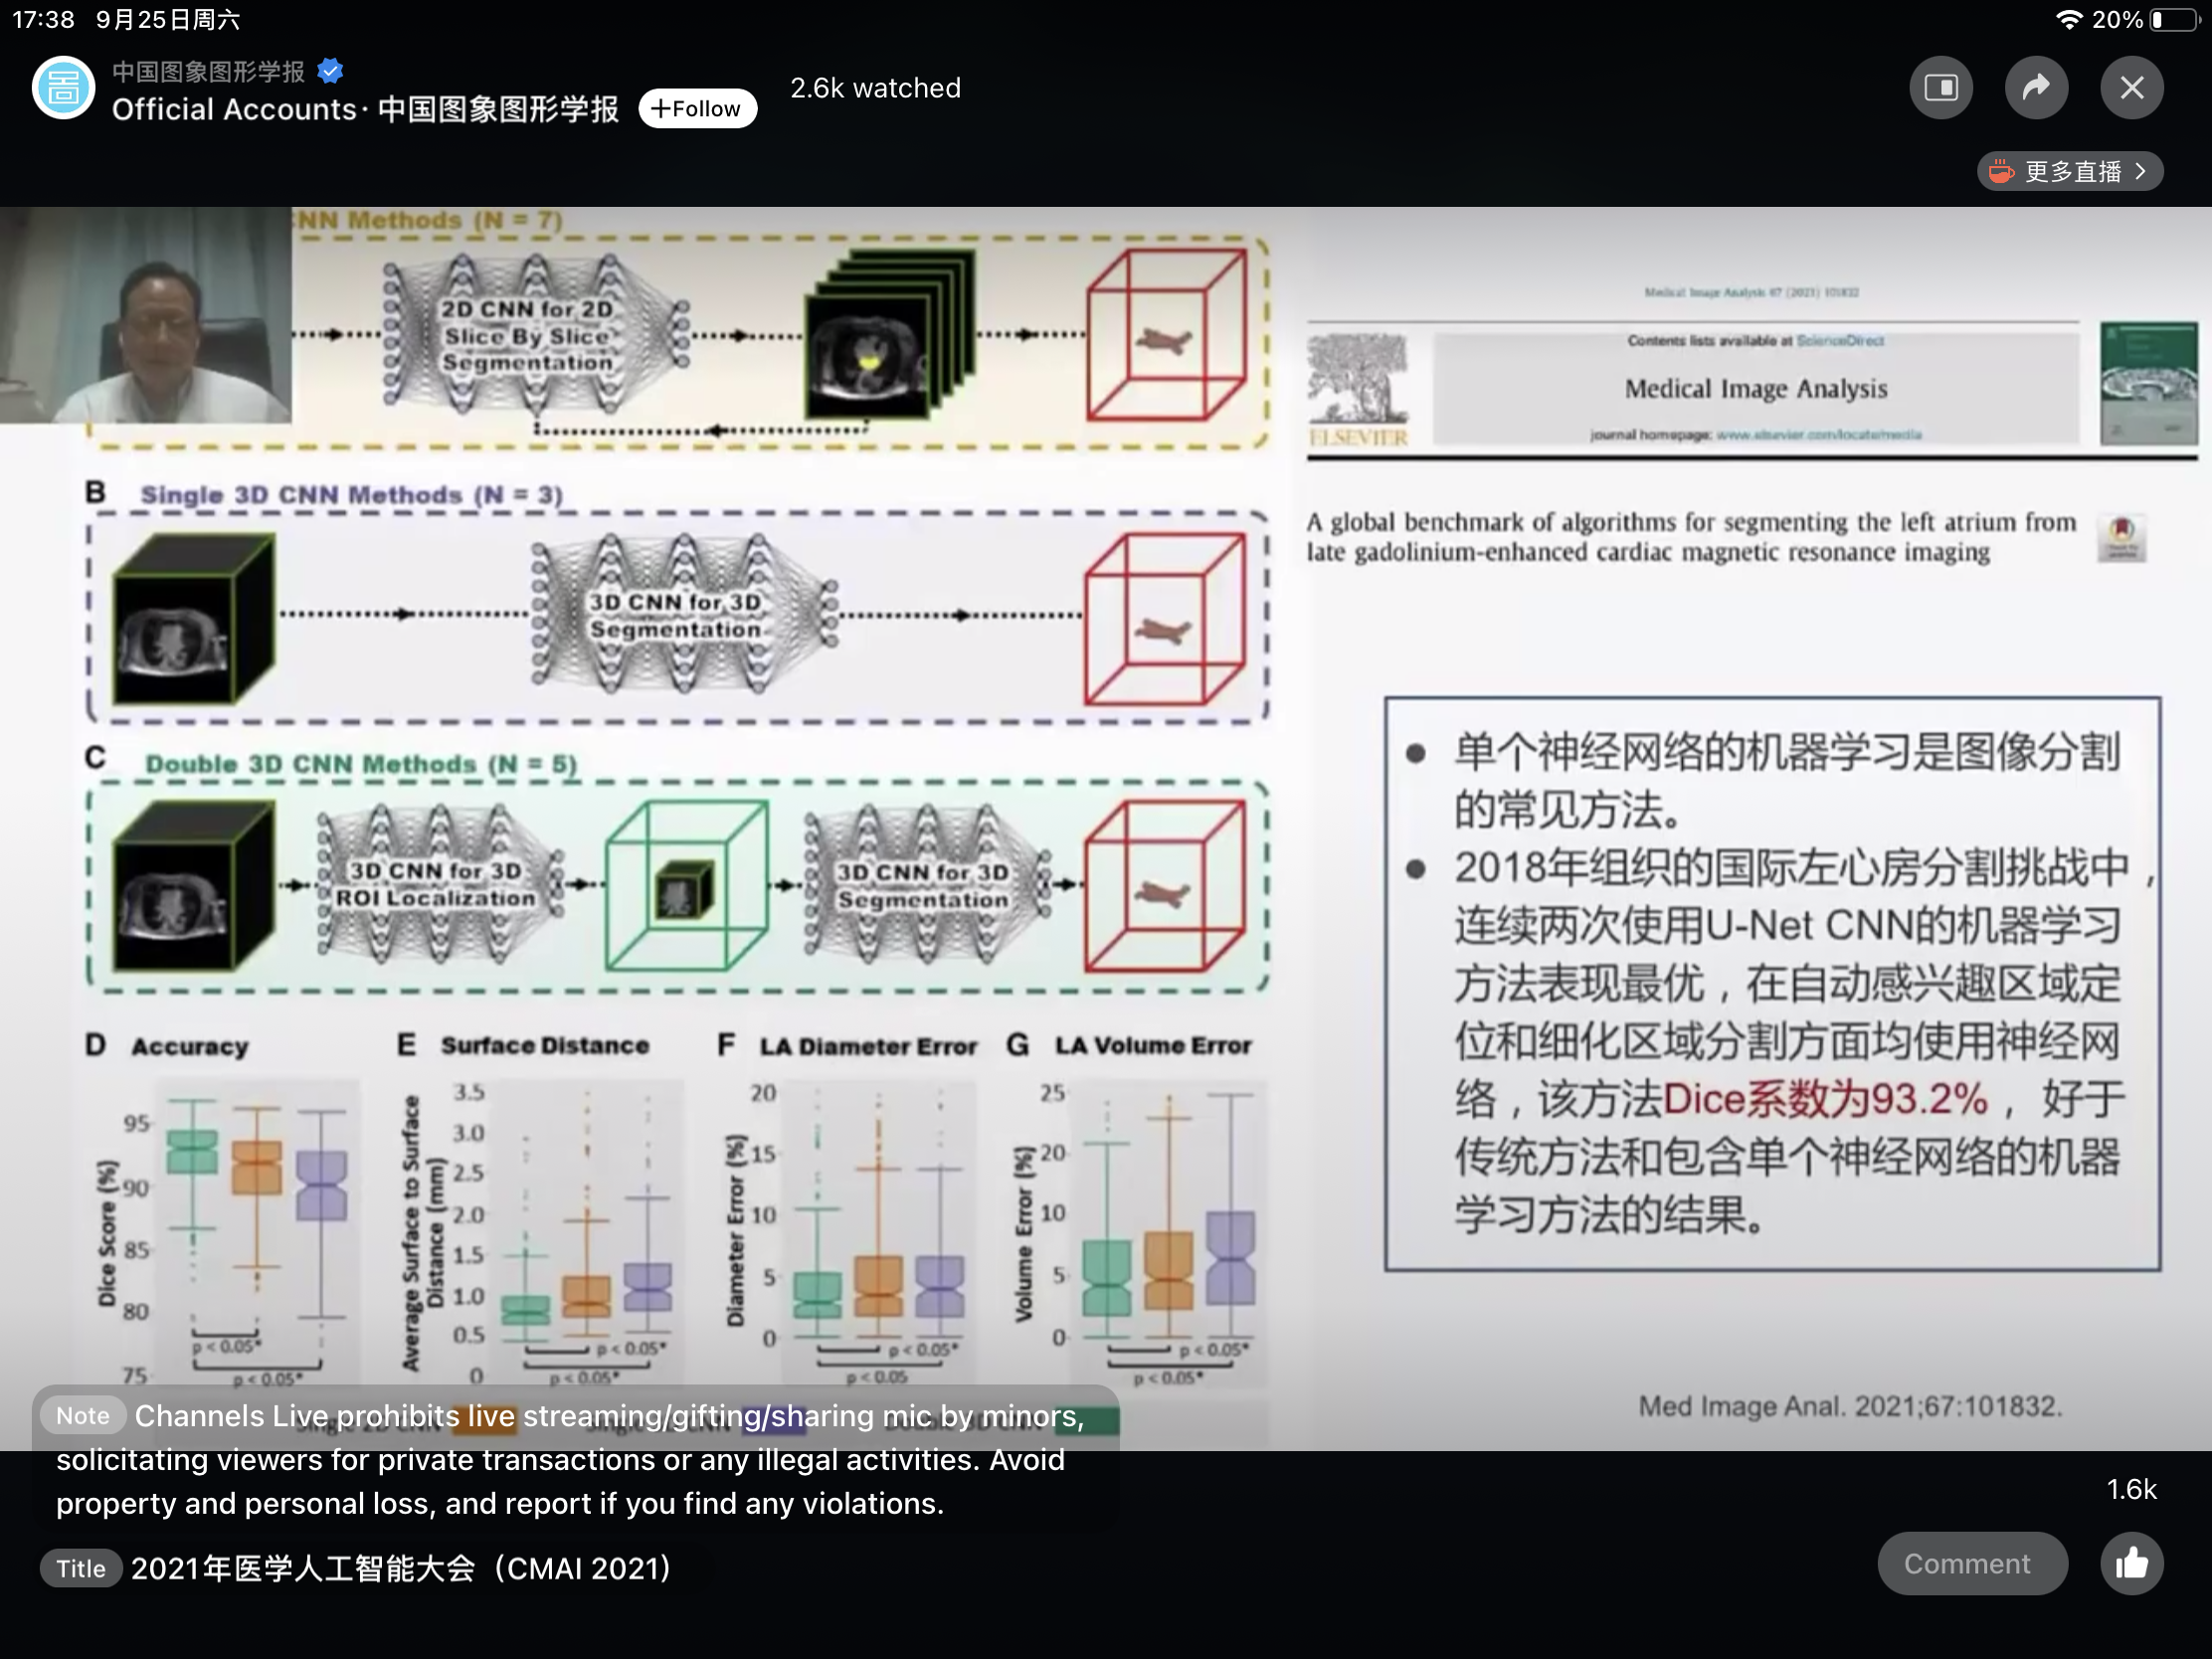 17:38 9月25日周六
20%
中国图象图形学报
Official Accounts· 中国图象图形学报
+Follow
2.6k watched
更多直播 >
CNN Methods (N = 7)
2D CNN for 2D
Slice By Slice
Segmentation
B Single 3D CNN Methods (N = 3)
3D CNN for 3D
Segmentation
C Double 3D CNN Methods (N = 5)
3D CNN for 3D
ROI Localization
3D CNN for 3D
Segmentation
D Accuracy
Dice Score (%)
95
90
85
80
75
p < 0.05*
p < 0.05*
E Surface Distance
Average Surface to Surface
Distance (mm)
3.5
3.0
2.5
2.0
1.5
1.0
0.5
0
p < 0.05*
p < 0.05*
F LA Diameter Error
Diameter Error (%)
20
15
10
5
0
p < 0.05*
p < 0.05
G LA Volume Error
Volume Error (%)
25
20
10
5
0
p < 0.05*
p < 0.05*
Medical Image Analysis 67 (2021) 101832
Contents lists available at ScienceDirect
Medical Image Analysis
journal homepage: www.elsevier.com/locate/media
ELSEVIER
A global benchmark of algorithms for segmenting the left atrium from
late gadolinium-enhanced cardiac magnetic resonance imaging
● 单个神经网络的机器学习是图像分割
的常见方法。
● 2018年组织的国际左心房分割挑战中，
连续两次使用U-Net CNN的机器学习
方法表现最优，在自动感兴趣区域定
位和细化区域分割方面均使用神经网
络，该方法Dice系数为93.2%， 好于
传统方法和包含单个神经网络的机器
学习方法的结果。
Med Image Anal. 2021;67:101832.
Note Channels Live prohibits live streaming/gifting/sharing mic by minors,
solicitating viewers for private transactions or any illegal activities. Avoid
property and personal loss, and report if you find any violations.
Title 2021年医学人工智能大会（CMAI 2021）
1.6k
Comment